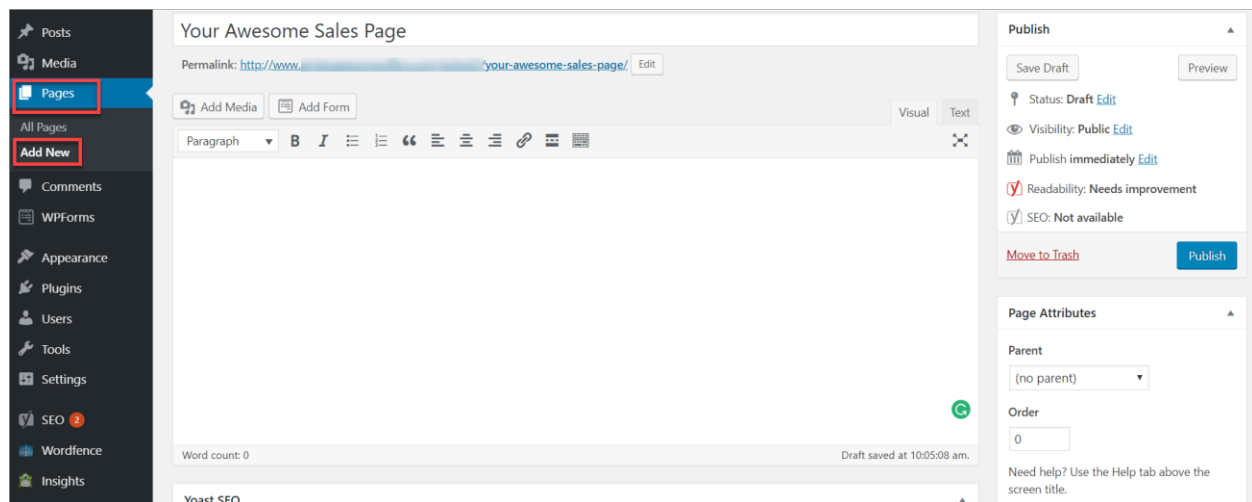 Posts
Media
Pages
All Pages
Add New
Comments
WPForms
Appearance
Plugins
Users
Tools
Settings
SEO 2
Wordfence
Insights
Your Awesome Sales Page
Permalink: http://www. /your-awesome-sales-page/ Edit
Add Media Add Form
Visual Text
Paragraph B I
Word count: 0 Draft saved at 10:05:08 am.
Yoast SEO
Publish
Save Draft Preview
Status: Draft Edit
Visibility: Public Edit
Publish immediately Edit
Readability: Needs improvement
SEO: Not available
Move to Trash Publish
Page Attributes
Parent
(no parent)
Order
0
Need help? Use the Help tab above the
screen title.